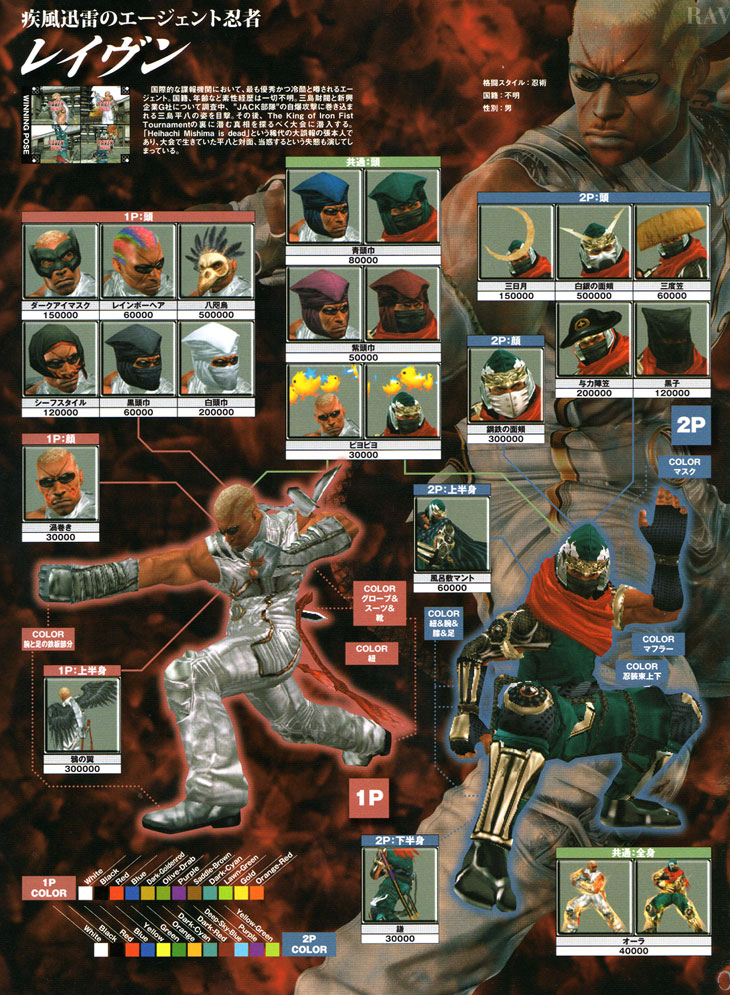 疾風迅雷のエージェント忍者
レイヴン
RAV
WINNING POSE
国際的な諜報機関において、最も優秀かつ冷酷と噂されるエー
ジェント。国籍、年齢など素性経歴は一切不明。三島財閥と新興
企業G社について調査中、"JACK部隊"の自爆攻撃に巻き込ま
れる三島平八の姿を目撃。その後、The King of Iron Fist
Tournamentの裏に潜む真相を探るべく大会に潜入する。
「Heihachi Mishima is dead」という稀代の大誤報の張本人で
あり、大会で生きていた平八と対面、当惑するという失態も演じてし
まっている。
格闘スタイル：忍術
国籍：不明
性別：男
1P：頭
ダークアイマスク
150000
レインボーヘア
60000
八咫烏
500000
シーフスタイル
120000
黒頭巾
60000
白頭巾
200000
共通：頭
青頭巾
80000
紫頭巾
50000
ピヨピヨ
30000
2P：頭
三日月
150000
白銀の面頬
500000
三度笠
60000
与力陣笠
200000
黒子
120000
2P：顔
鋼鉄の面頬
300000
1P：顔
渦巻き
30000
2P
COLOR
マスク
2P：上半身
風呂敷マント
60000
COLOR
グローブ&
スーツ&
靴
COLOR
紐
COLOR
紐&腕&
膝&足
COLOR
マフラー
COLOR
忍装束上下
COLOR
腕と足の鉄板部分
1P：上半身
鴉の翼
300000
1P
2P：下半身
鎌
30000
共通：全身
オーラ
40000
1P
COLOR
White
Black
Red
Blue
Dark-Goldenrod
Olive-Drab
Purple
Saddle-Brown
Dark-Cyan
Lawn-Green
Gold
Orange-Red
White
Black
Red
Blue
Yellow
Green
Orange
Dark-Cyan
Dark-Red
Deep-Sky-Blue
Purple
Yellow-Green
2P
COLOR